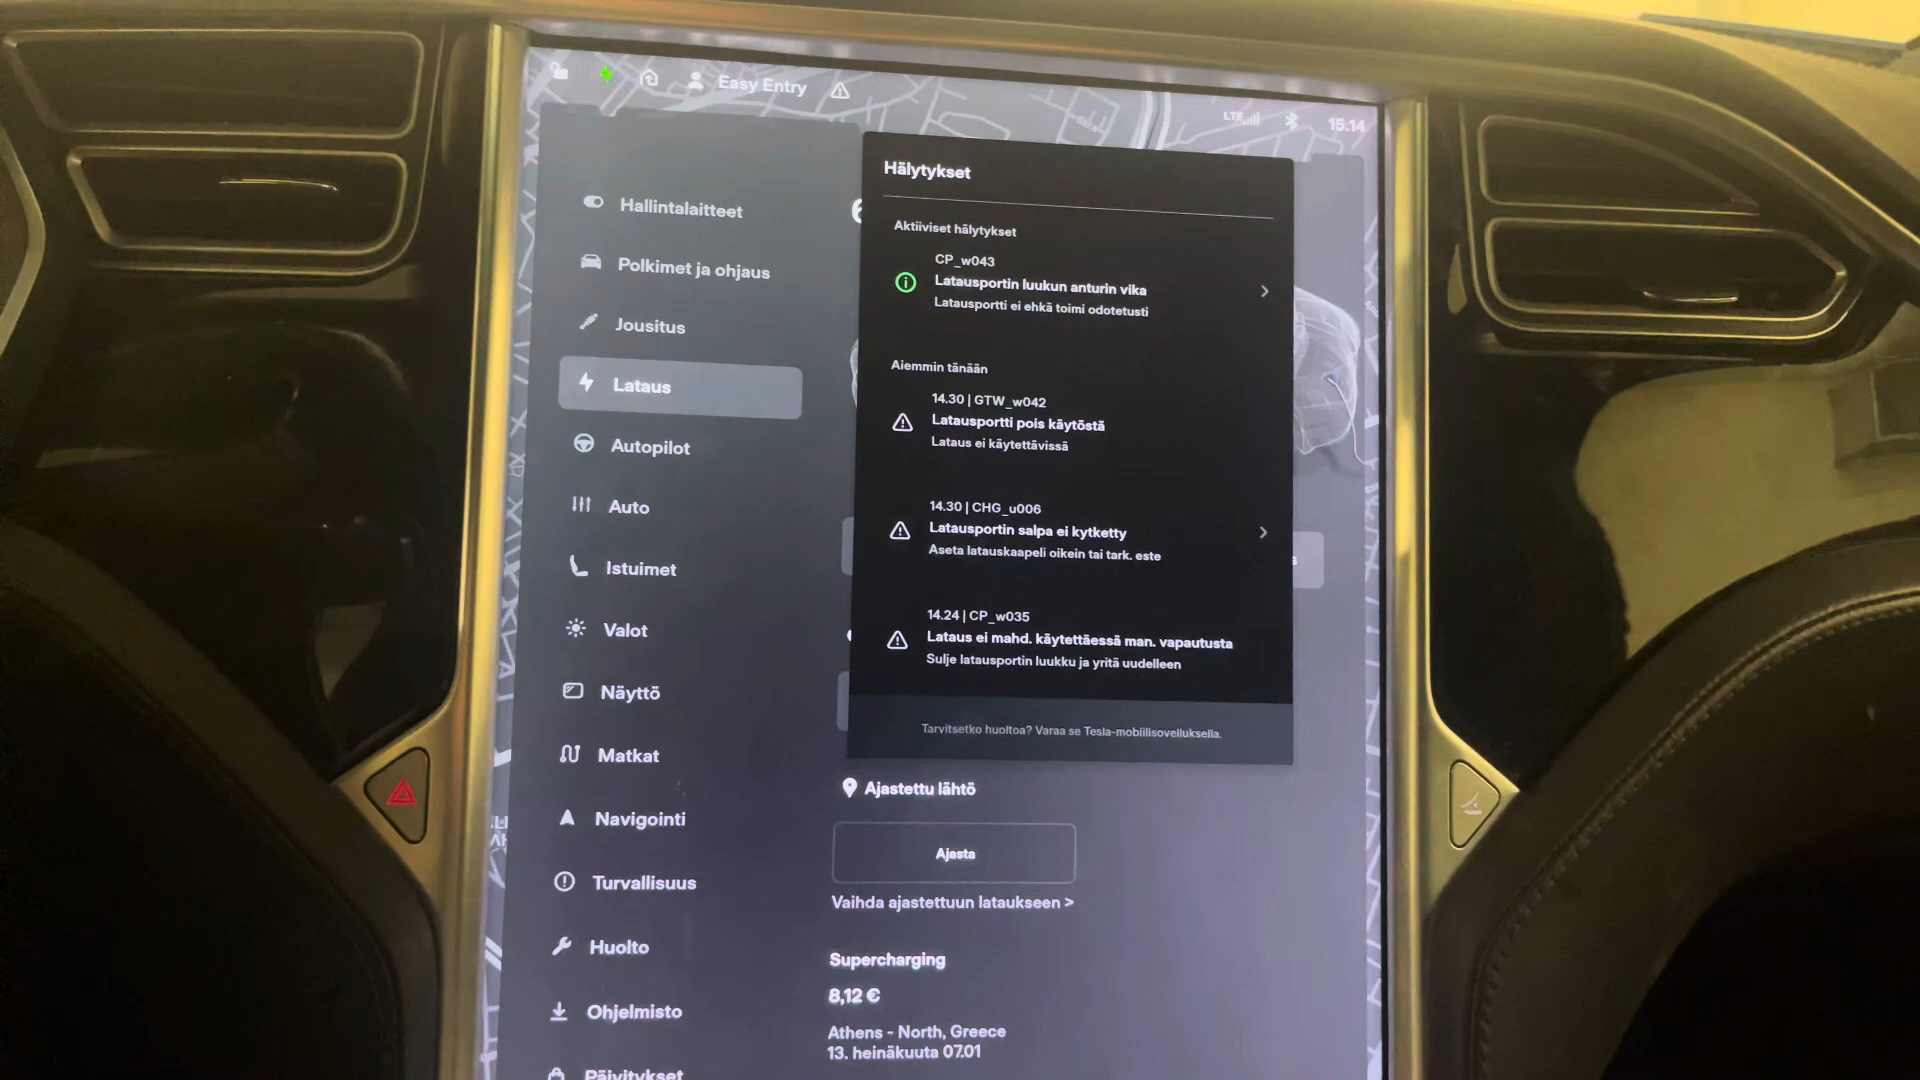 Easy Entry
LTE
15.14
Hallintalaitteet
Polkimet ja ohjaus
Jousitus
Lataus
Autopilot
Auto
Istuimet
Valot
Näyttö
Matkat
Navigointi
Turvallisuus
Huolto
Ohjelmisto
Päivitykset
6
Hälytykset
Aktiiviset hälytykset
CP_w043
Latausportin luukun anturin vika
Latausportti ei ehkä toimi odotetusti
Aiemmin tänään
14.30 | GTW_w042
Latausportti pois käytöstä
Lataus ei käytettävissä
14.30 | CHG_u006
Latausportin salpa ei kytketty
Aseta latauskaapeli oikein tai tark. este
14.24 | CP_w035
Lataus ei mahd. käytettäessä man. vapautusta
Sulje latausportin luukku ja yritä uudelleen
Tarvitsetko huoltoa? Varaa se Tesla-mobiilisovelluksella.
s
Ajastettu lähtö
Ajasta
Vaihda ajastettuun lataukseen >
Supercharging
8,12 €
Athens - North, Greece
13. heinäkuuta 07.01